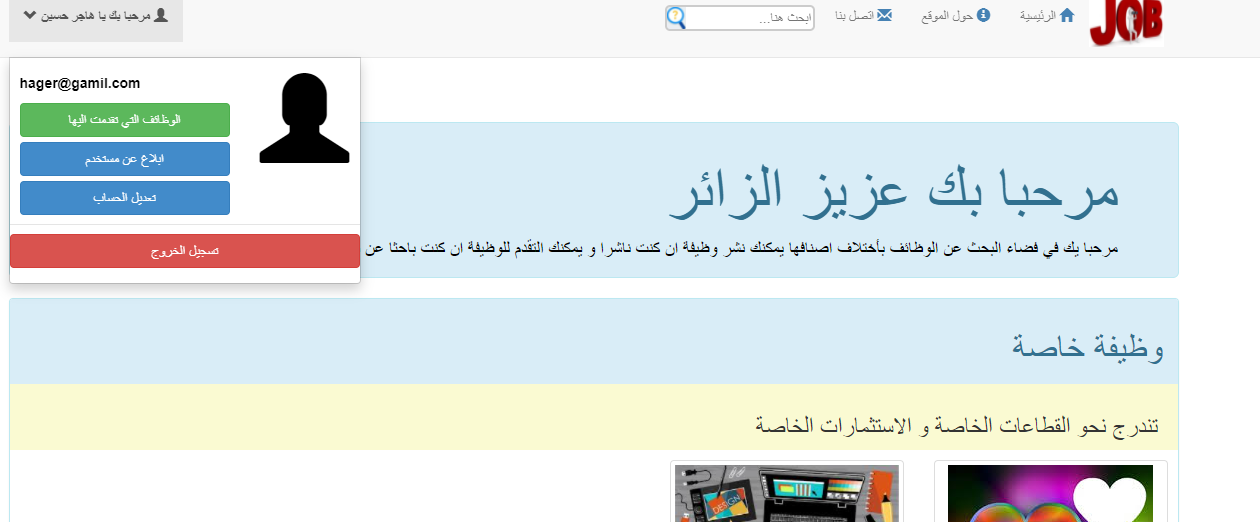 JOB
الرئيسية
حول الموقع
اتصل بنا
ابحث هنا...
مرحبا بك يا هاجر حسين
hager@gamil.com
الوظائف التي تقدمت اليها
ابلاغ عن مستخدم
تعديل الحساب
تسجيل الخروج
مرحبا بك عزيز الزائر
مرحبا يك في فضاء البحث عن الوظائف بأختلاف اصنافها يمكنك نشر وظيفة ان كنت ناشرا و يمكنك التقدم للوظيفة ان كنت باحثا عن
وظيفة خاصة
تندرج نحو القطاعات الخاصة و الاستثمارات الخاصة
DESIGN